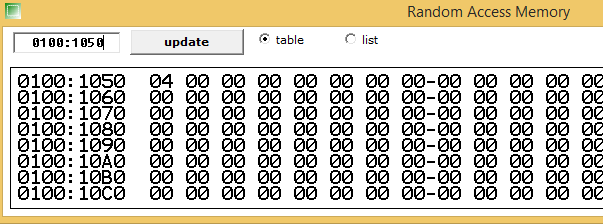 Random Access Memory
0100:1050 update table list
0100:1050 04 00 00 00 00 00 00 00-00 00 00 00 00
0100:1060 00 00 00 00 00 00 00 00-00 00 00 00 00
0100:1070 00 00 00 00 00 00 00 00-00 00 00 00 00
0100:1080 00 00 00 00 00 00 00 00-00 00 00 00 00
0100:1090 00 00 00 00 00 00 00 00-00 00 00 00 00
0100:10A0 00 00 00 00 00 00 00 00-00 00 00 00 00
0100:10B0 00 00 00 00 00 00 00 00-00 00 00 00 00
0100:10C0 00 00 00 00 00 00 00 00-00 00 00 00 00